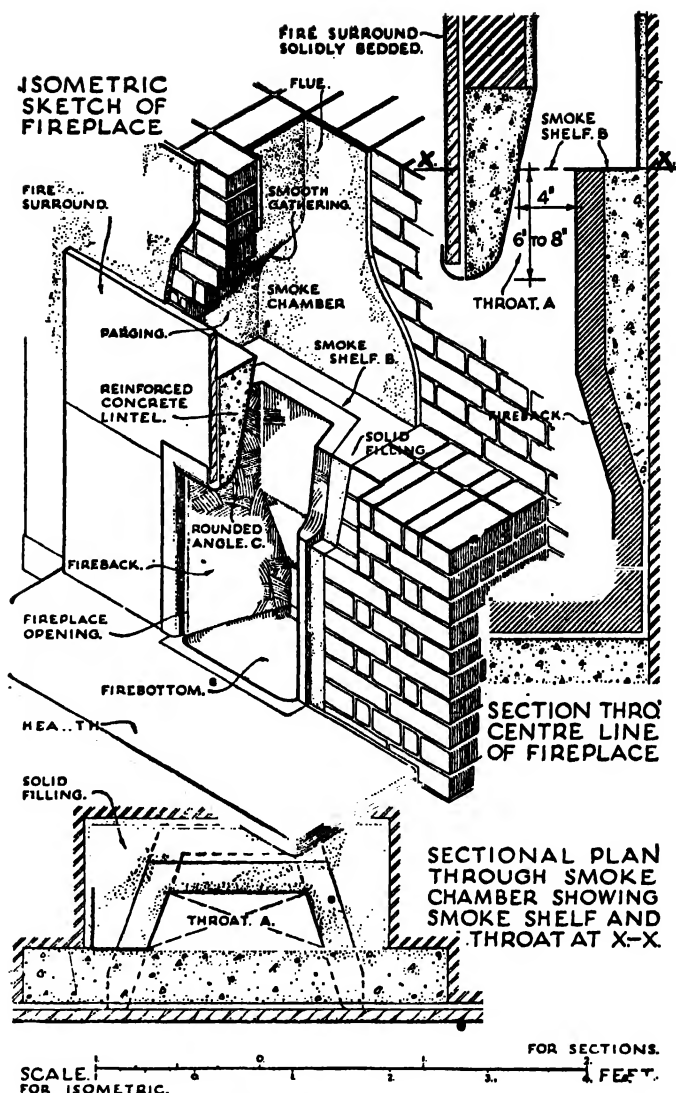 FIRE SURROUND
SOLIDLY BEDDED.
ISOMETRIC
SKETCH OF
FIREPLACE
FLUE.
SMOKE
SHELF. B
X.
X.
FIRE
SURROUND.
SMOOTH
GATHERING.
4"
6" TO 8"
THROAT. A
SMOKE
CHAMBER
PARGING.
SMOKE
SHELF. B.
REINFORCED
CONCRETE
LINTEL.
FIREBACK.
SOLID
FILLING
ROUNDED
ANGLE. C.
FIREBACK.
FIREPLACE
OPENING.
FIREBOTTOM.
SECTION THRO'
CENTRE LINE
OF FIREPLACE
HEA..TH.
SOLID
FILLING.
SECTIONAL PLAN
THROUGH SMOKE
CHAMBER SHOWING
SMOKE SHELF AND
THROAT AT X-X.
THROAT. A.
FOR SECTIONS.
1. 0. 1. 2.
SCALE. FEET.
0. 1. 2. 3.
FOR ISOMETRIC.